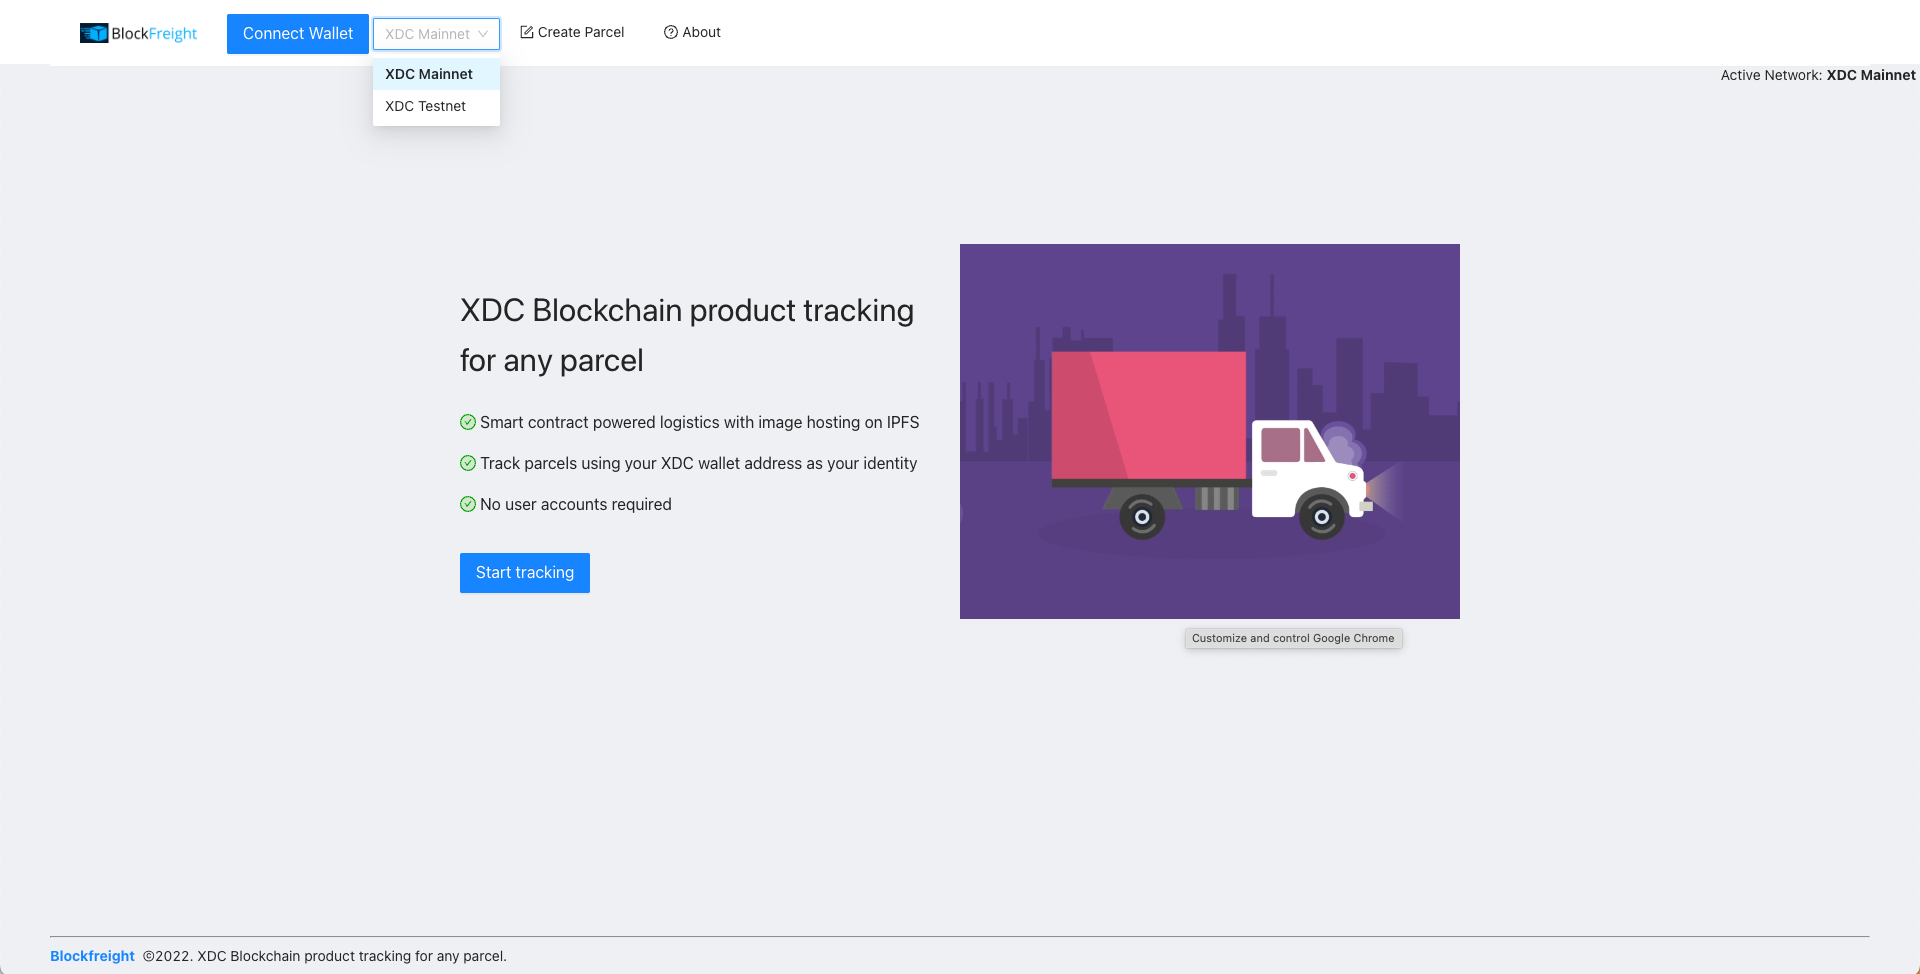 BlockFreight
Connect Wallet
XDC Mainnet
Create Parcel
About
XDC Mainnet
XDC Testnet
Active Network: XDC Mainnet
XDC Blockchain product tracking
for any parcel
Smart contract powered logistics with image hosting on IPFS
Track parcels using your XDC wallet address as your identity
No user accounts required
Start tracking
Customize and control Google Chrome
Blockfreight ©2022. XDC Blockchain product tracking for any parcel.